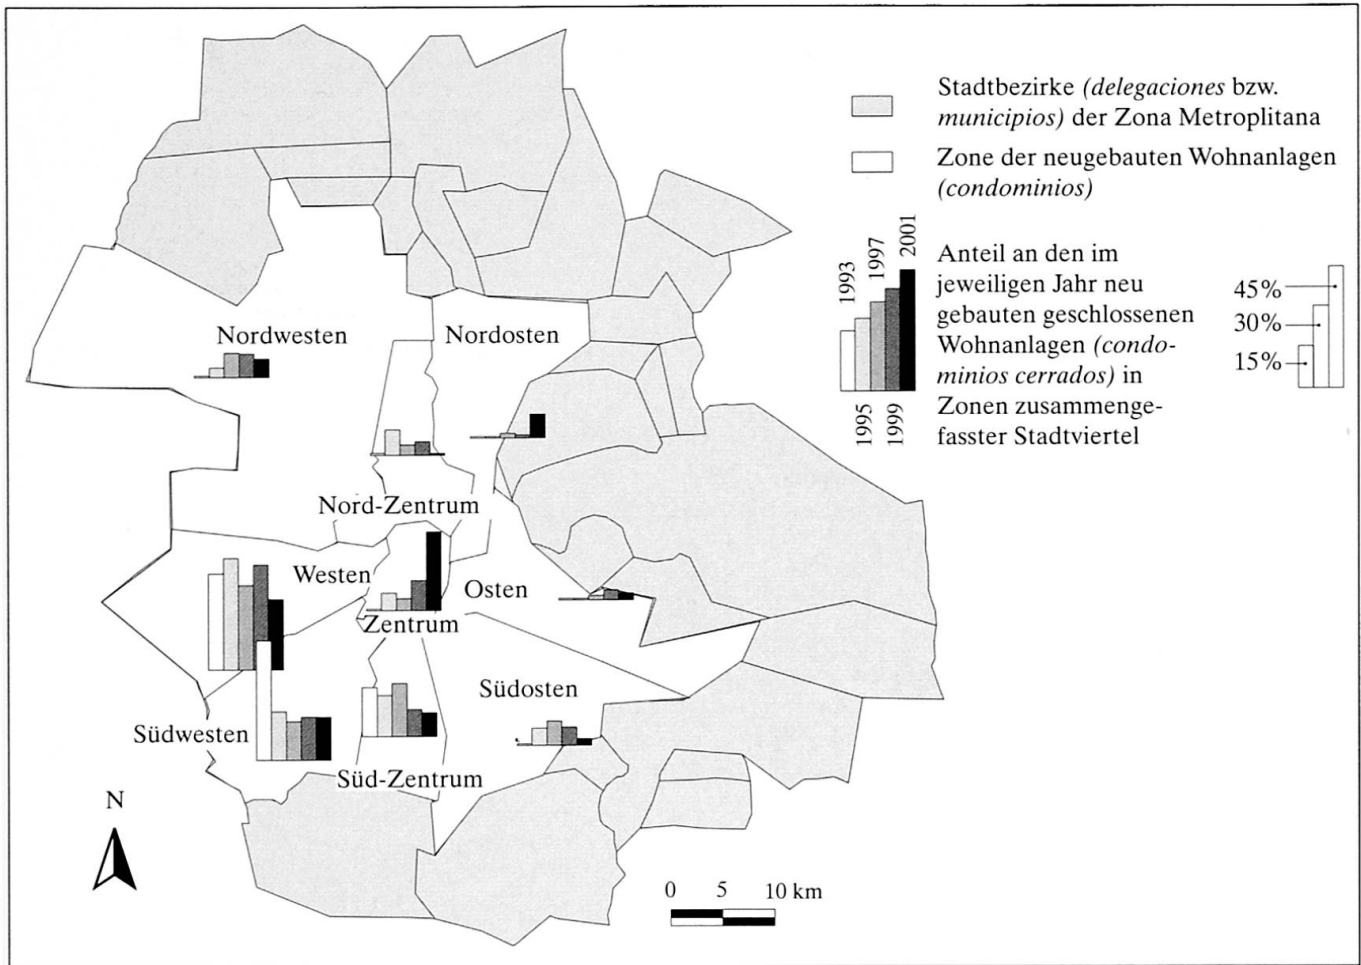 Stadtbezirke (delegaciones bzw.
municipios) der Zona Metroplitana
Zone der neugebauten Wohnanlagen
(condominios)
1993
1997
2001
1995
1999
Anteil an den im
jeweiligen Jahr neu
gebauten geschlossenen
Wohnanlagen (condo-
minios cerrados) in
Zonen zusammenge-
fasster Stadtviertel
45%
30%
15%
Nordwesten
Nordosten
Nord-Zentrum
Westen
Osten
Zentrum
Südosten
Südwesten
Süd-Zentrum
N
0 5 10 km